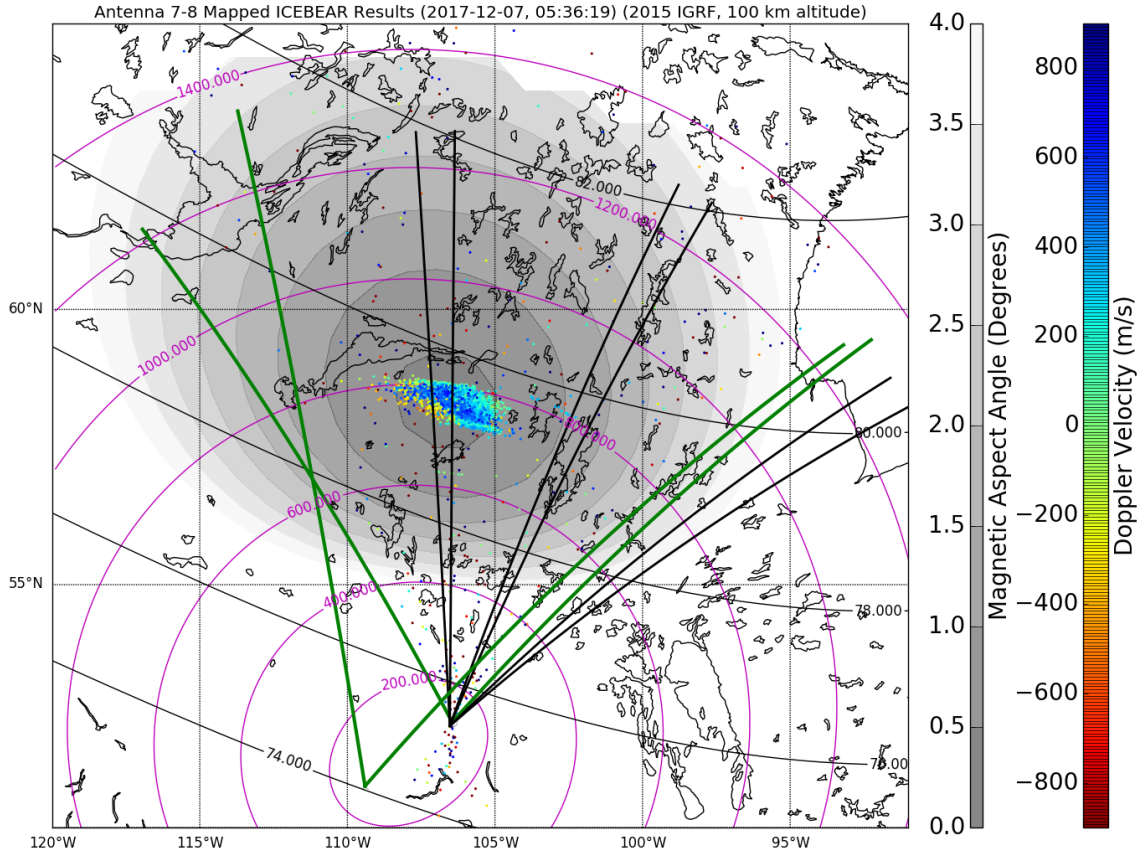 Antenna 7-8 Mapped ICEBEAR Results (2017-12-07, 05:36:19) (2015 IGRF, 100 km altitude)
1400.000
82.000
1200.000
60°N
1000.000
800.000
80.000
600.000
55°N
400.000
78.000
200.000
74.000
76.000
120°W
115°W
110°W
105°W
100°W
95°W
4.0
3.5
3.0
2.5
2.0
1.5
1.0
0.5
0.0
Magnetic Aspect Angle (Degrees)
800
600
400
200
0
−200
−400
−600
−800
Doppler Velocity (m/s)